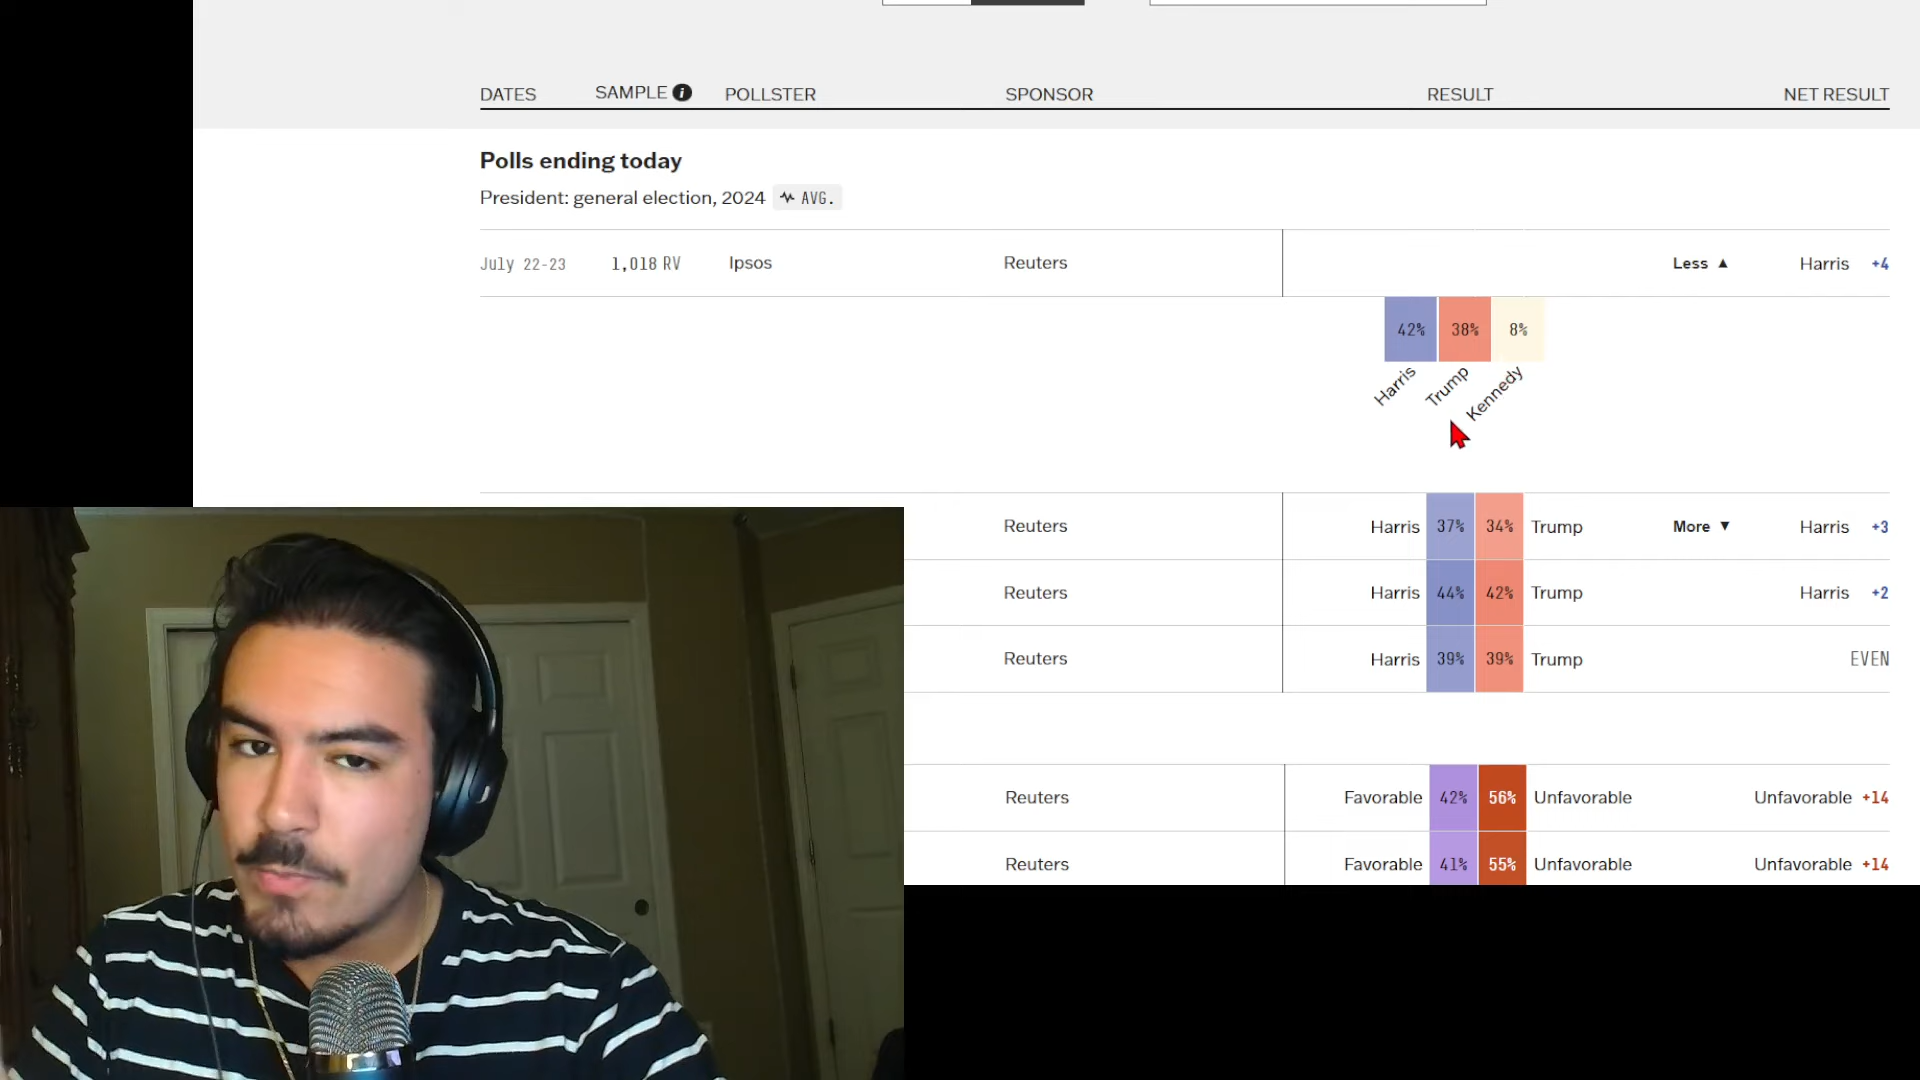 DATES SAMPLE i POLLSTER SPONSOR RESULT NET RESULT
Polls ending today
President: general election, 2024 AVG.
July 22-23 1,018 RV Ipsos Reuters Less ▲ Harris +4
42% 38% 8%
Harris Trump Kennedy
Reuters Harris 37% 34% Trump More ▼ Harris +3
Reuters Harris 44% 42% Trump Harris +2
Reuters Harris 39% 39% Trump EVEN
Reuters Favorable 42% 56% Unfavorable Unfavorable +14
Reuters Favorable 41% 55% Unfavorable Unfavorable +14